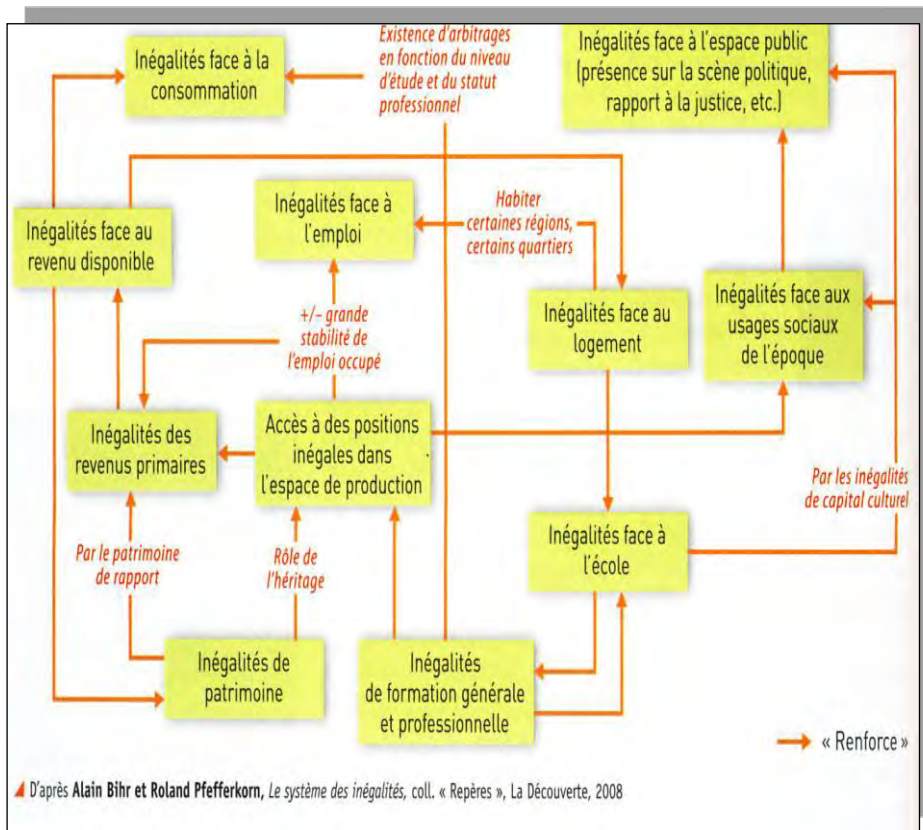 Inégalités face à la
consommation
Existence d'arbitrages
en fonction du niveau
d'étude et du statut
professionnel
Inégalités face à l'espace public
(présence sur la scène politique,
rapport à la justice, etc.)
Inégalités face au
revenu disponible
Inégalités face à
l'emploi
Habiter
certaines régions,
certains quartiers
Inégalités face au
logement
Inégalités face aux
usages sociaux
de l'époque
+/– grande
stabilité de
l'emploi occupé
Inégalités des
revenus primaires
Accès à des positions
inégales dans
l'espace de production
Par les inégalités
de capital culturel
Par le patrimoine
de rapport
Rôle de
l'héritage
Inégalités face à
l'école
Inégalités de
patrimoine
Inégalités
de formation générale
et professionnelle
« Renforce »
D'après Alain Bihr et Roland Pfefferkorn, Le système des inégalités, coll. « Repères », La Découverte, 2008